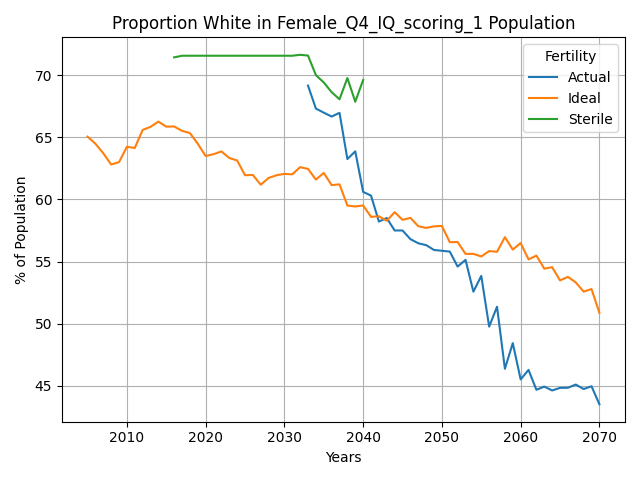 Proportion White in Female_Q4_IQ_scoring_1 Population
Fertility
Actual
Ideal
Sterile
% of Population
70
65
60
55
50
45
2010 2020 2030 2040 2050 2060 2070
Years